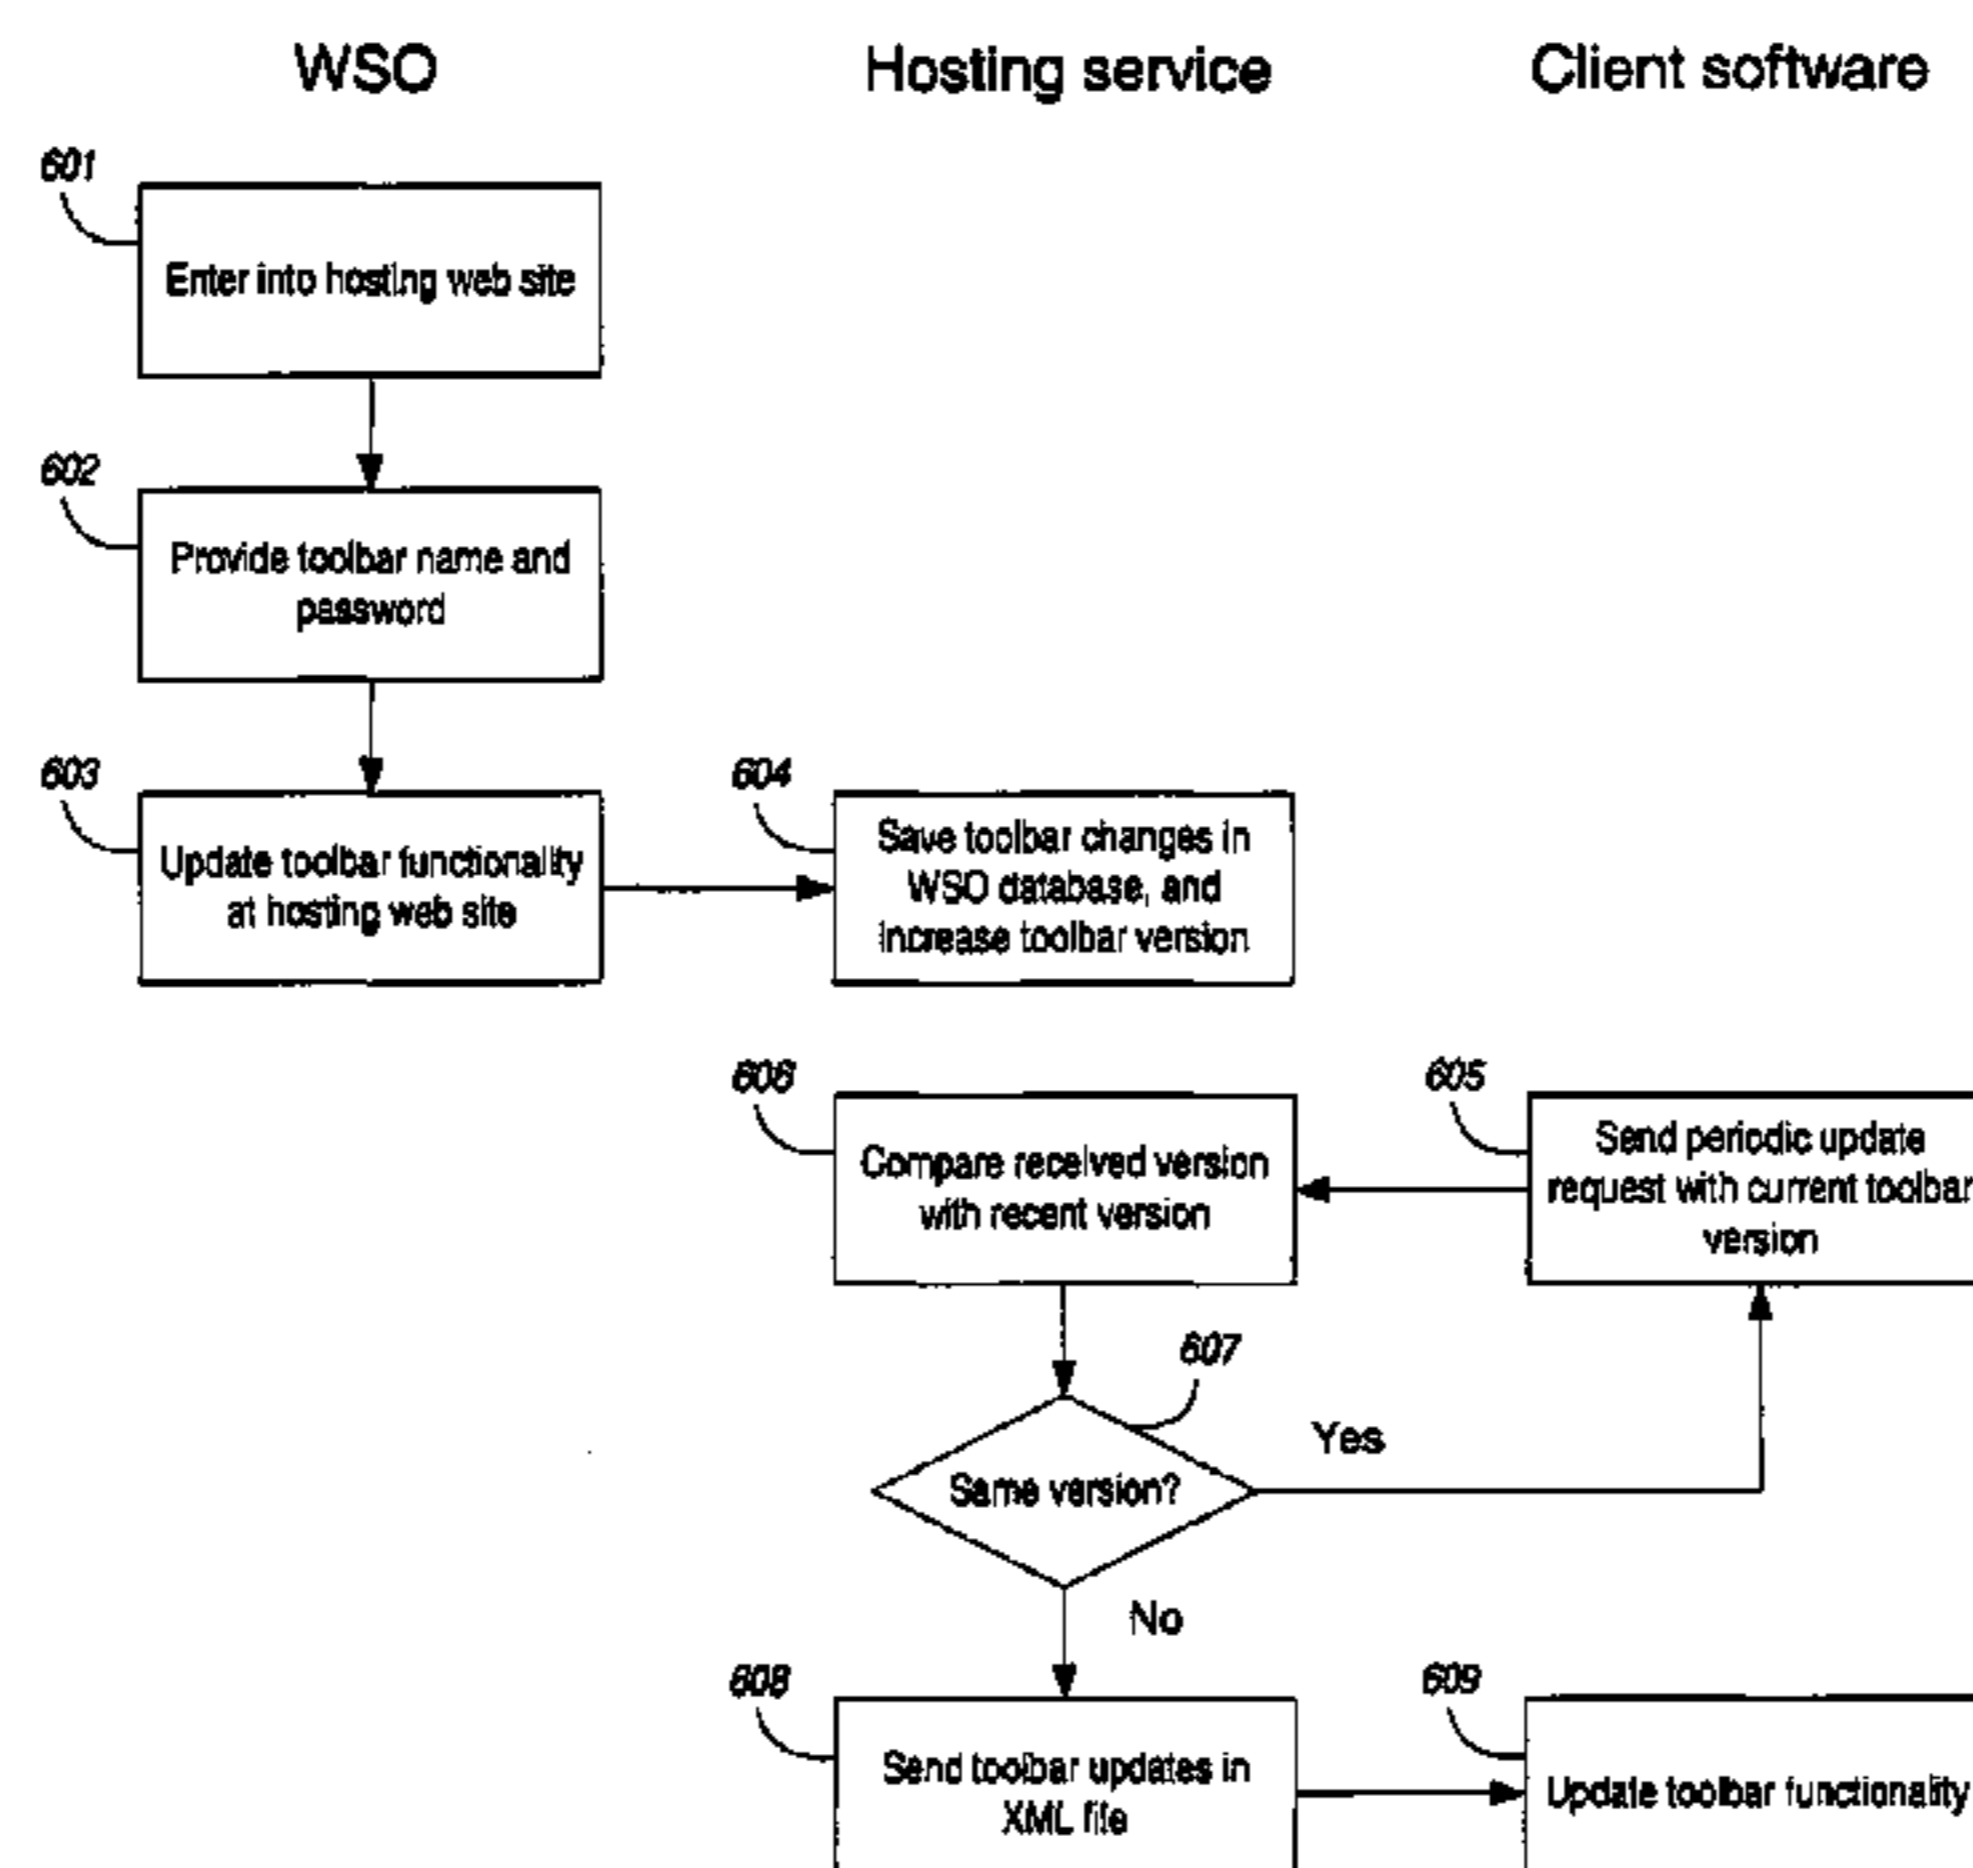 WSO
Hosting service
Client software
601
Enter into hosting web site
602
Provide toolbar name and
password
603
Update toolbar functionality
at hosting web site
604
Save toolbar changes in
WSO database, and
increase toolbar version
606
Compare received version
with recent version
605
Send periodic update
request with current toolbar
version
607
Same version?
Yes
No
608
Send toolbar updates in
XML file
609
Update toolbar functionality